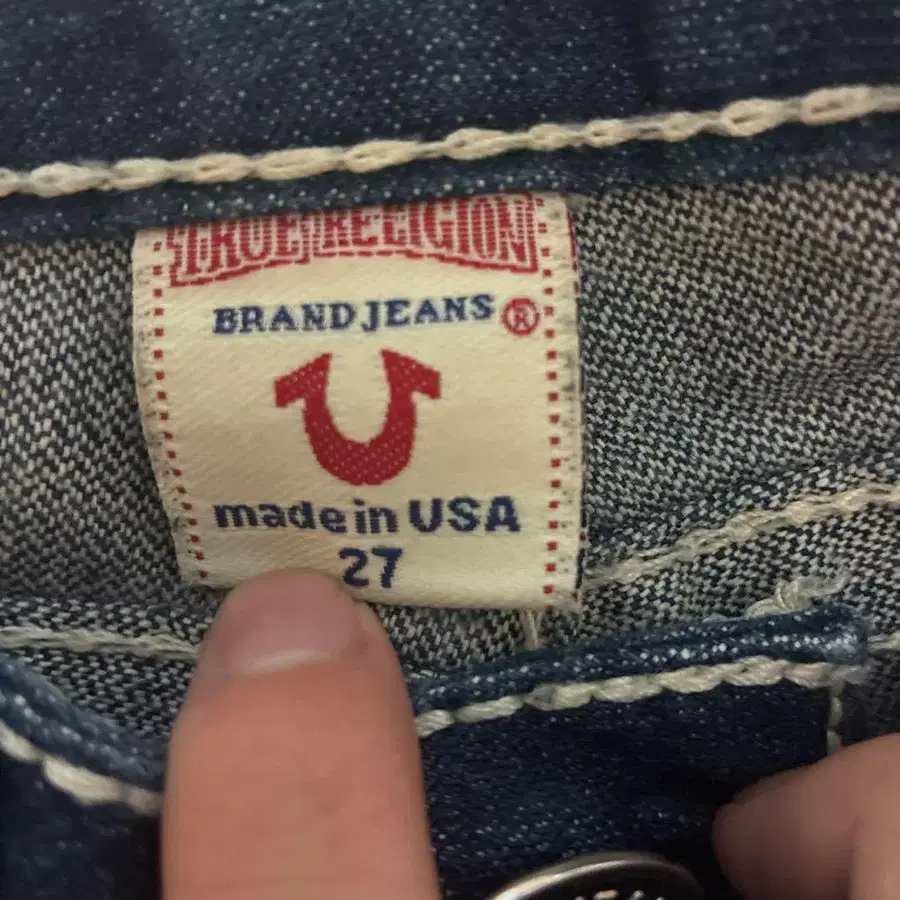 TRUE RELIGION
BRAND JEANS ®
made in USA
27